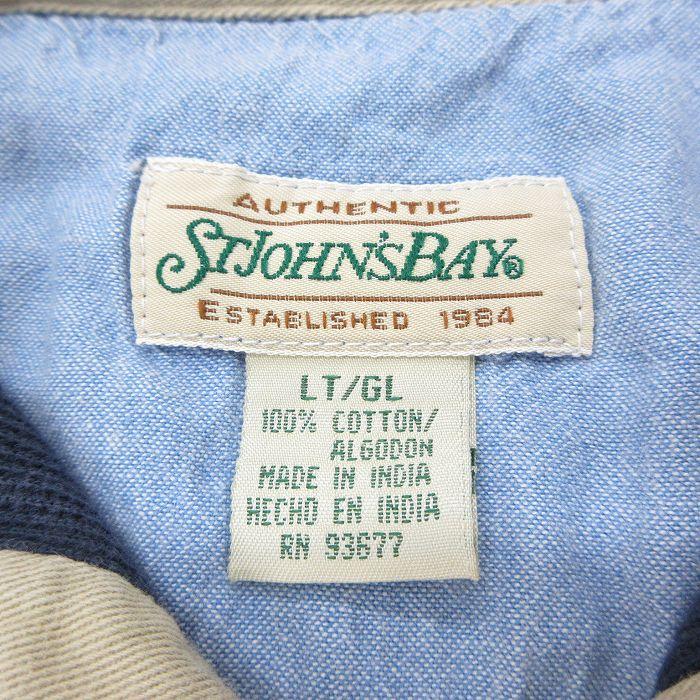 AUTHENTIC
ST JOHN'S BAY®
ESTABLISHED 1984
LT/GL
100% COTTON/
ALGODON
MADE IN INDIA
HECHO EN INDIA
RN 93677